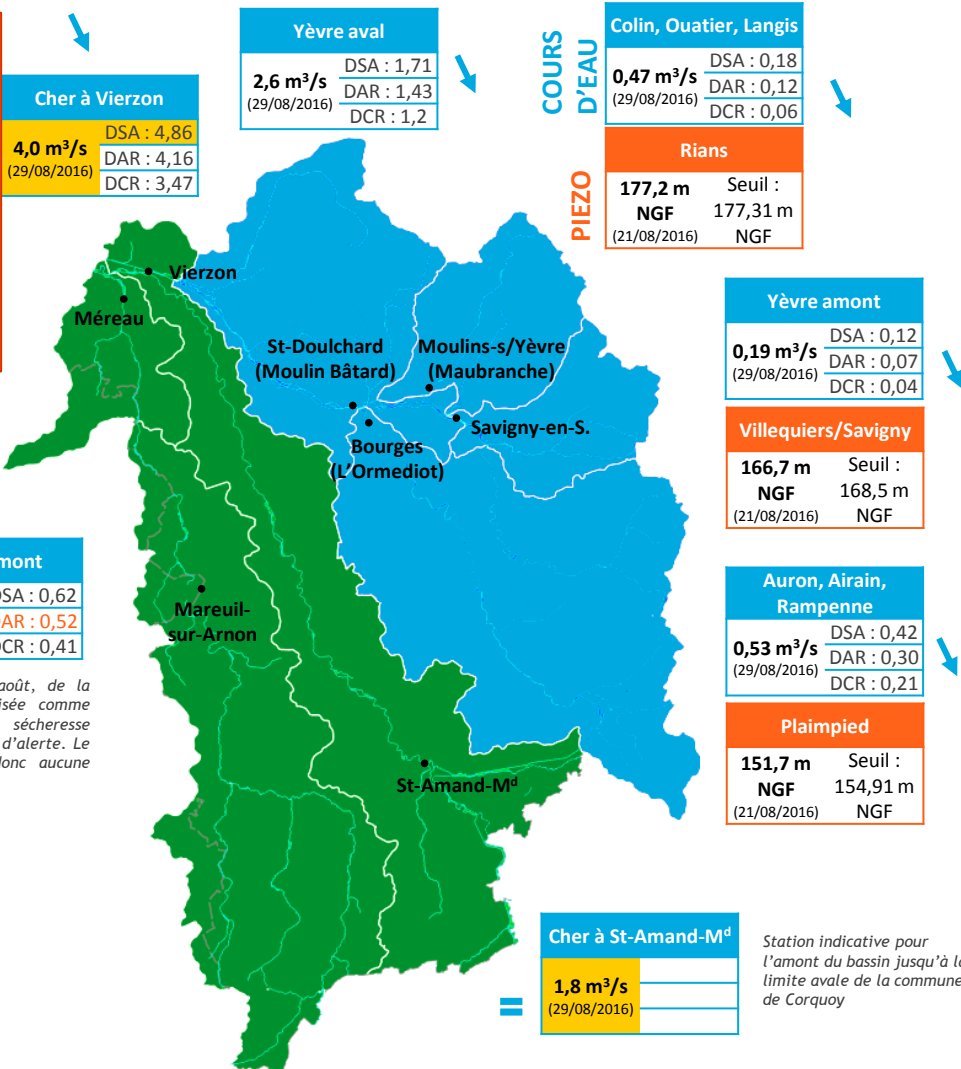 Yèvre aval
2,6 m³/s
(29/08/2016)
DSA : 1,71
DAR : 1,43
DCR : 1,2
COURS
D'EAU
Colin, Ouatier, Langis
0,47 m³/s
(29/08/2016)
DSA : 0,18
DAR : 0,12
DCR : 0,06
Cher à Vierzon
4,0 m³/s
(29/08/2016)
DSA : 4,86
DAR : 4,16
DCR : 3,47
PIEZO
Rians
177,2 m
NGF
(21/08/2016)
Seuil :
177,31 m
NGF
Vierzon
Méreau
St-Doulchard
(Moulin Bâtard)
Moulins-s/Yèvre
(Maubranche)
Savigny-en-S.
Bourges
(L'Ormediot)
Yèvre amont
0,19 m³/s
(29/08/2016)
DSA : 0,12
DAR : 0,07
DCR : 0,04
Villequiers/Savigny
166,7 m
NGF
(21/08/2016)
Seuil :
168,5 m
NGF
mont
DSA : 0,62
DAR : 0,52
DCR : 0,41
août, de la
comme
sécheresse
d'alerte. Le
aucune
Mareuil-
sur-Arnon
Auron, Airain,
Rampenne
0,53 m³/s
(29/08/2016)
DSA : 0,42
DAR : 0,30
DCR : 0,21
Plaimpied
151,7 m
NGF
(21/08/2016)
Seuil :
154,91 m
NGF
St-Amand-Mᵈ
=
Cher à St-Amand-Mᵈ
1,8 m³/s
(29/08/2016)
Station indicative pour
l'amont du bassin jusqu'à la
limite avale de la commune
de Corquoy